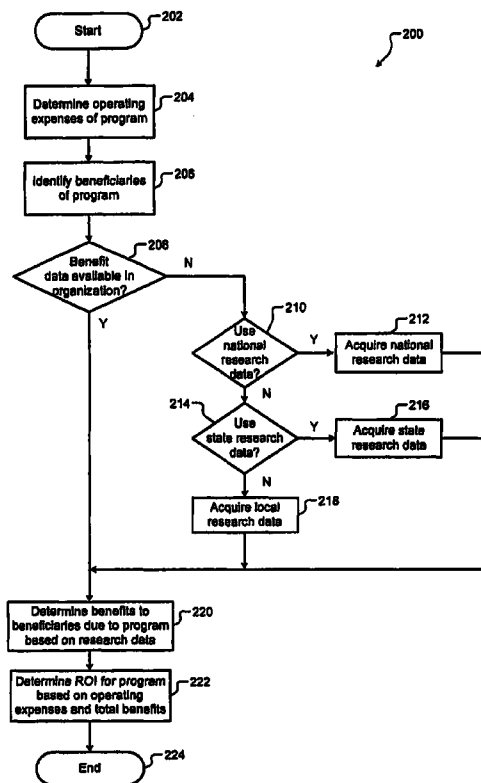 Start
202
200
Determine operating
expenses of program
204
Identify beneficiaries
of program
206
Benefit
data available in
organization?
208
N
Y
Use
national
research
data?
210
Y
Acquire national
research data
212
N
Use
state research
data?
214
Y
Acquire state
research data
216
N
Acquire local
research data
218
Determine benefits to
beneficiaries due to program
based on research data
220
Determine ROI for program
based on operating
expenses and total benefits
222
End
224